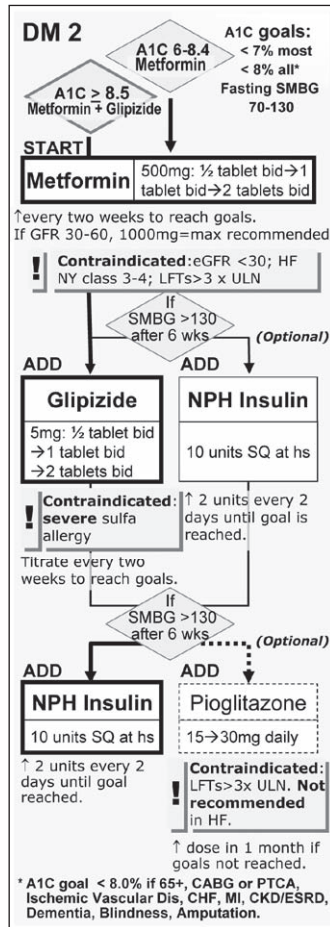 DM 2
A1C goals:
< 7% most
< 8% all*
Fasting SMBG
70-130
A1C 6-8.4
Metformin
A1C ≥ 8.5
Metformin + Glipizide
START
Metformin
500mg: ½ tablet bid→1
tablet bid→2 tablets bid
↑every two weeks to reach goals.
If GFR 30-60, 1000mg=max recommended
! Contraindicated:eGFR <30; HF
NY class 3-4; LFTs>3 x ULN
If
SMBG >130
after 6 wks
(Optional)
ADD
Glipizide
5mg: ½ tablet bid
→1 tablet bid
→2 tablets bid
! Contraindicated:
severe sulfa
allergy
Titrate every two
weeks to reach goals.
ADD
NPH Insulin
10 units SQ at hs
↑ 2 units every 2
days until goal is
reached.
If
SMBG >130
after 6 wks
(Optional)
ADD
NPH Insulin
10 units SQ at hs
↑ 2 units every 2
days until goal
reached.
ADD
Pioglitazone
15→30mg daily
! Contraindicated:
LFTs>3x ULN. Not
recommended
in HF.
↑ dose in 1 month if
goals not reached.
* A1C goal < 8.0% if 65+, CABG or PTCA,
Ischemic Vascular Dis, CHF, MI, CKD/ESRD,
Dementia, Blindness, Amputation.